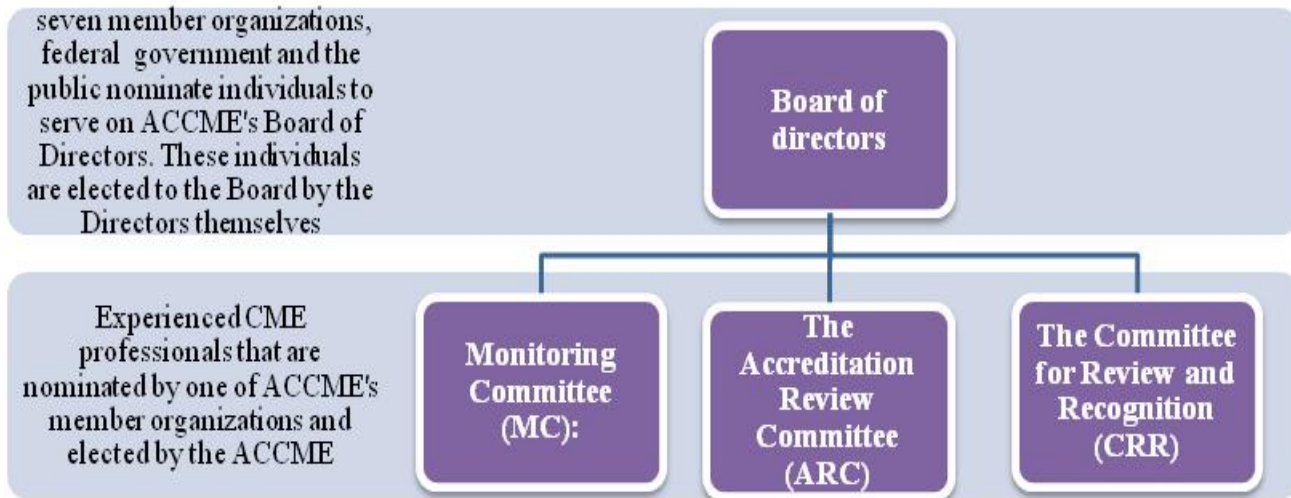 seven member organizations,
federal government and the
public nominate individuals to
serve on ACCME's Board of
Directors. These individuals
are elected to the Board by the
Directors themselves
Board of
directors
Experienced CME
professionals that are
nominated by one of ACCME's
member organizations and
elected by the ACCME
Monitoring
Committee
(MC):
The
Accreditation
Review
Committee
(ARC)
The Committee
for Review and
Recognition
(CRR)